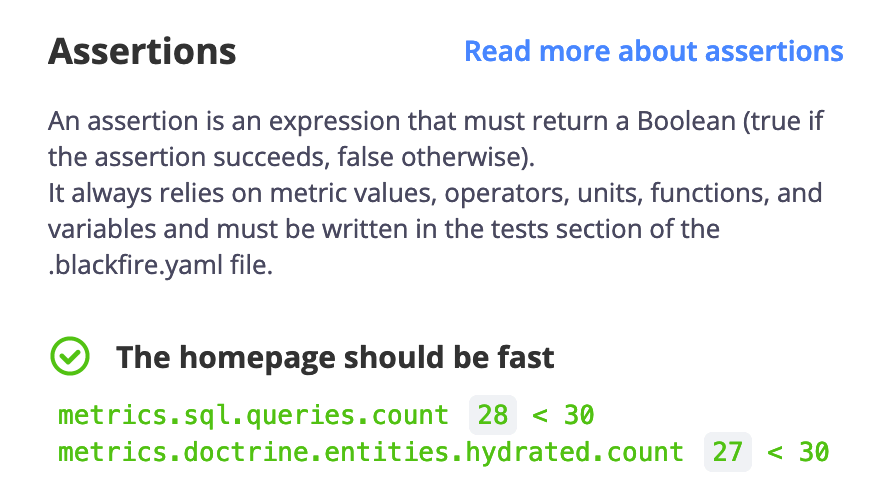 Assertions
Read more about assertions
An assertion is an expression that must return a Boolean (true if
the assertion succeeds, false otherwise).
It always relies on metric values, operators, units, functions, and
variables and must be written in the tests section of the
.blackfire.yaml file.
The homepage should be fast
metrics.sql.queries.count 28 < 30
metrics.doctrine.entities.hydrated.count 27 < 30